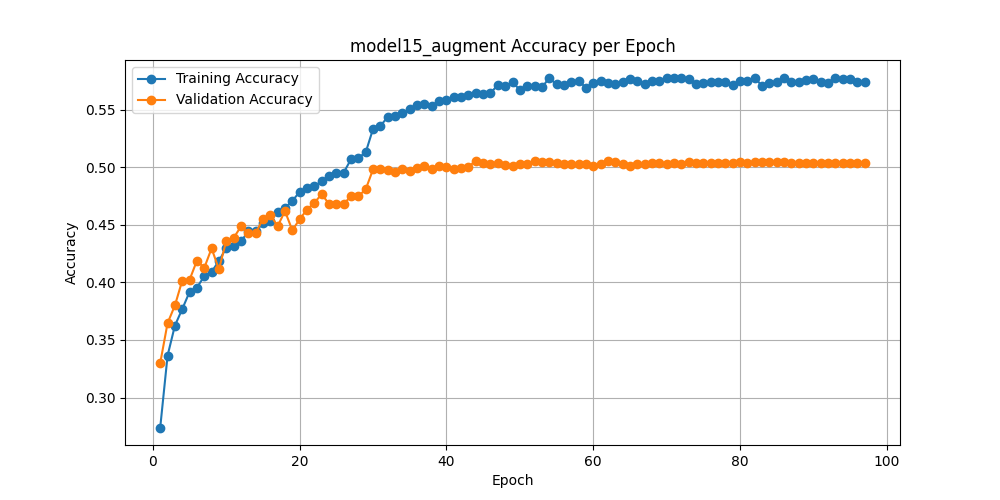 model15_augment Accuracy per Epoch
Training Accuracy
Validation Accuracy
0.55
0.50
0.45
0.40
0.35
0.30
Accuracy
0 20 40 60 80 100
Epoch